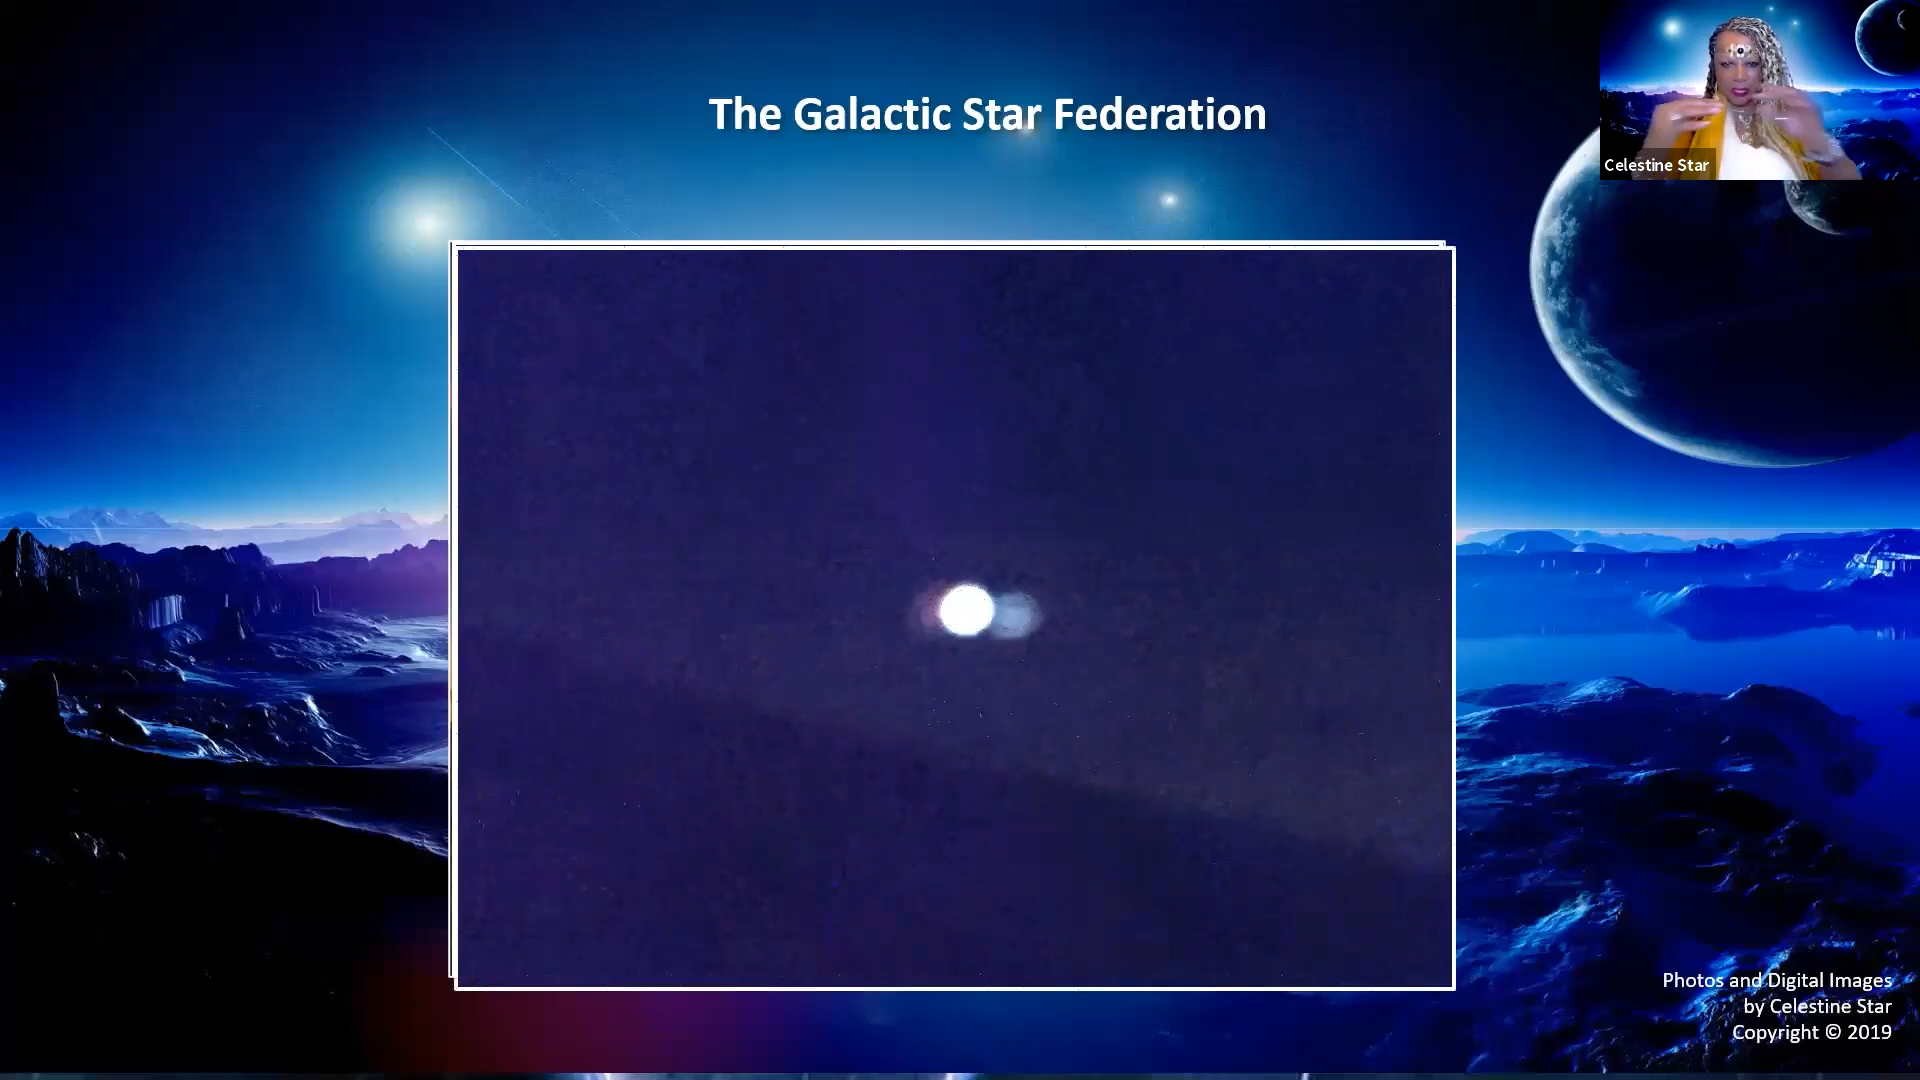 The Galactic Star Federation
Celestine Star
Photos and Digital Images
by Celestine Star
Copyright © 2019